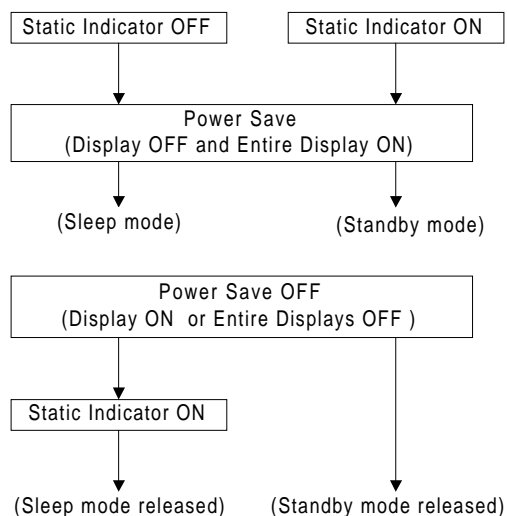 Static Indicator OFF
Static Indicator ON
Power Save
(Display OFF and Entire Display ON)
(Sleep mode)
(Standby mode)
Power Save OFF
(Display ON or Entire Displays OFF )
Static Indicator ON
(Sleep mode released)
(Standby mode released)